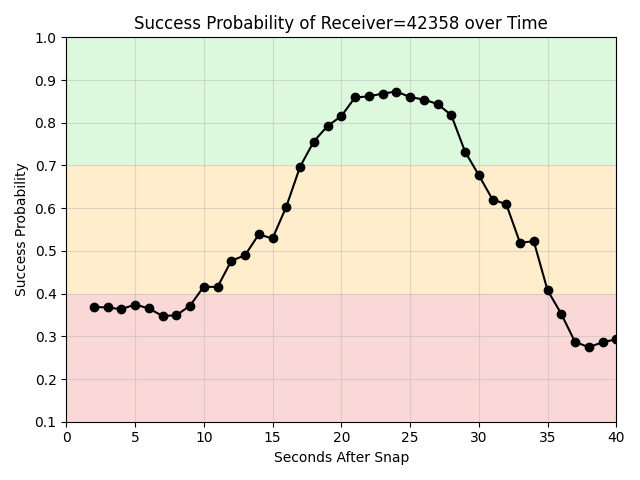 Success Probability of Receiver=42358 over Time
1.0
0.9
0.8
0.7
0.6
0.5
0.4
0.3
0.2
0.1
Success Probability
0 5 10 15 20 25 30 35 40
Seconds After Snap